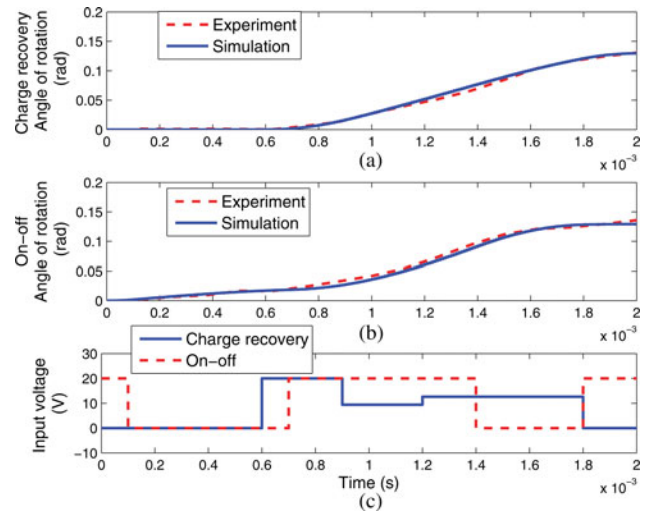 Charge recovery
Angle of rotation
(rad)
0.2
0.15
0.1
0.05
0
Experiment
Simulation
0 0.2 0.4 0.6 0.8 1 1.2 1.4 1.6 1.8 2
x 10⁻³
(a)
On−off
Angle of rotation
(rad)
0.2
0.15
0.1
0.05
0
Experiment
Simulation
0 0.2 0.4 0.6 0.8 1 1.2 1.4 1.6 1.8 2
x 10⁻³
(b)
Input voltage
(V)
30
20
10
0
−10
Charge recovery
On−off
0 0.2 0.4 0.6 0.8 1 1.2 1.4 1.6 1.8 2
Time (s)
x 10⁻³
(c)